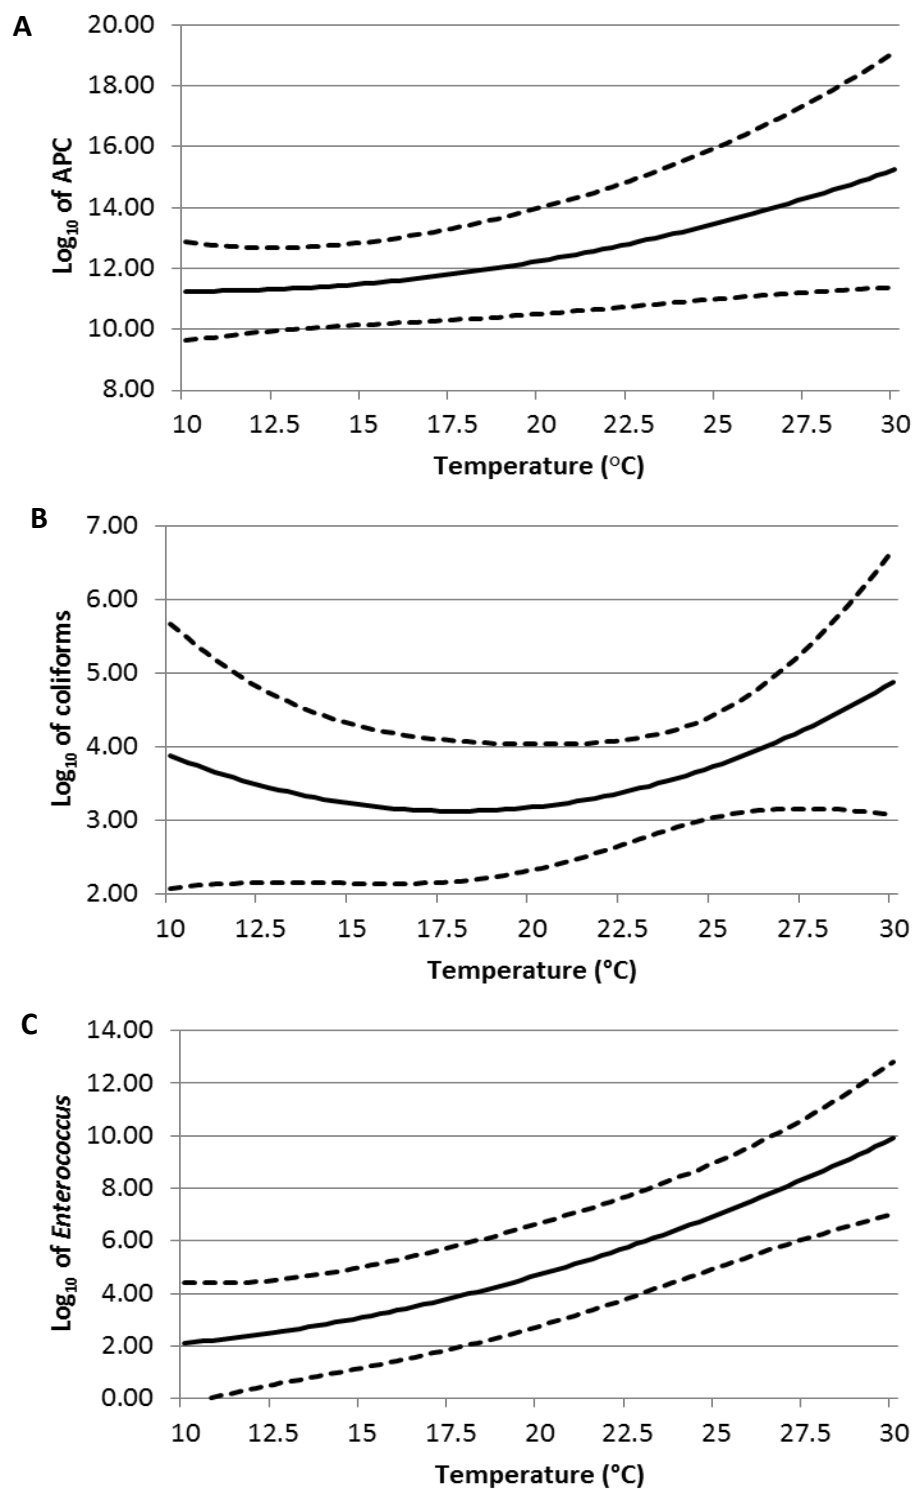 A
Log10 of APC
20.00
18.00
16.00
14.00
12.00
10.00
8.00
10 12.5 15 17.5 20 22.5 25 27.5 30
Temperature (°C)
B
Log10 of coliforms
7.00
6.00
5.00
4.00
3.00
2.00
10 12.5 15 17.5 20 22.5 25 27.5 30
Temperature (°C)
C
Log10 of Enterococcus
14.00
12.00
10.00
8.00
6.00
4.00
2.00
0.00
10 12.5 15 17.5 20 22.5 25 27.5 30
Temperature (°C)